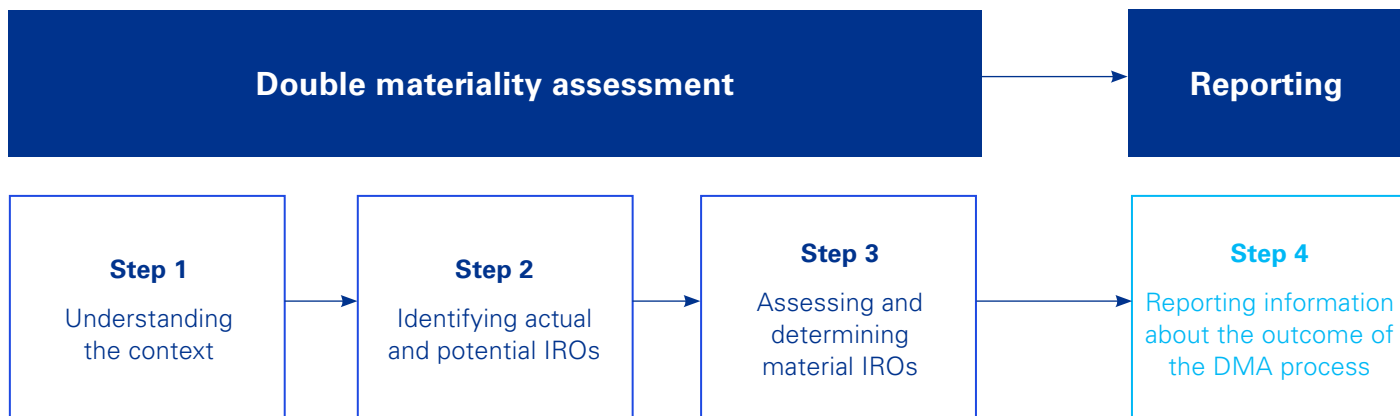 Double materiality assessment
Reporting
Step 1
Understanding
the context
Step 2
Identifying actual
and potential IROs
Step 3
Assessing and
determining
material IROs
Step 4
Reporting information
about the outcome of
the DMA process